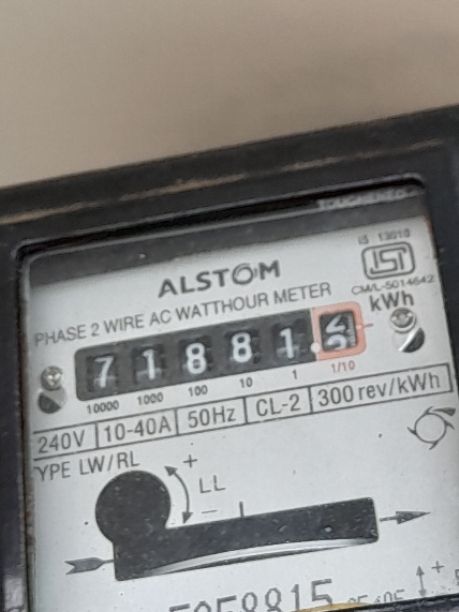 IS 13010
ISI
CM/L-5014642
ALSTOM
PHASE 2 WIRE AC WATTHOUR METER
kWh
7 1 8 8 1
10000 1000 100 10 1 1/10
240V 10-40A 50Hz CL-2 300 rev/kWh
YPE LW/RL
+
LL
−
+